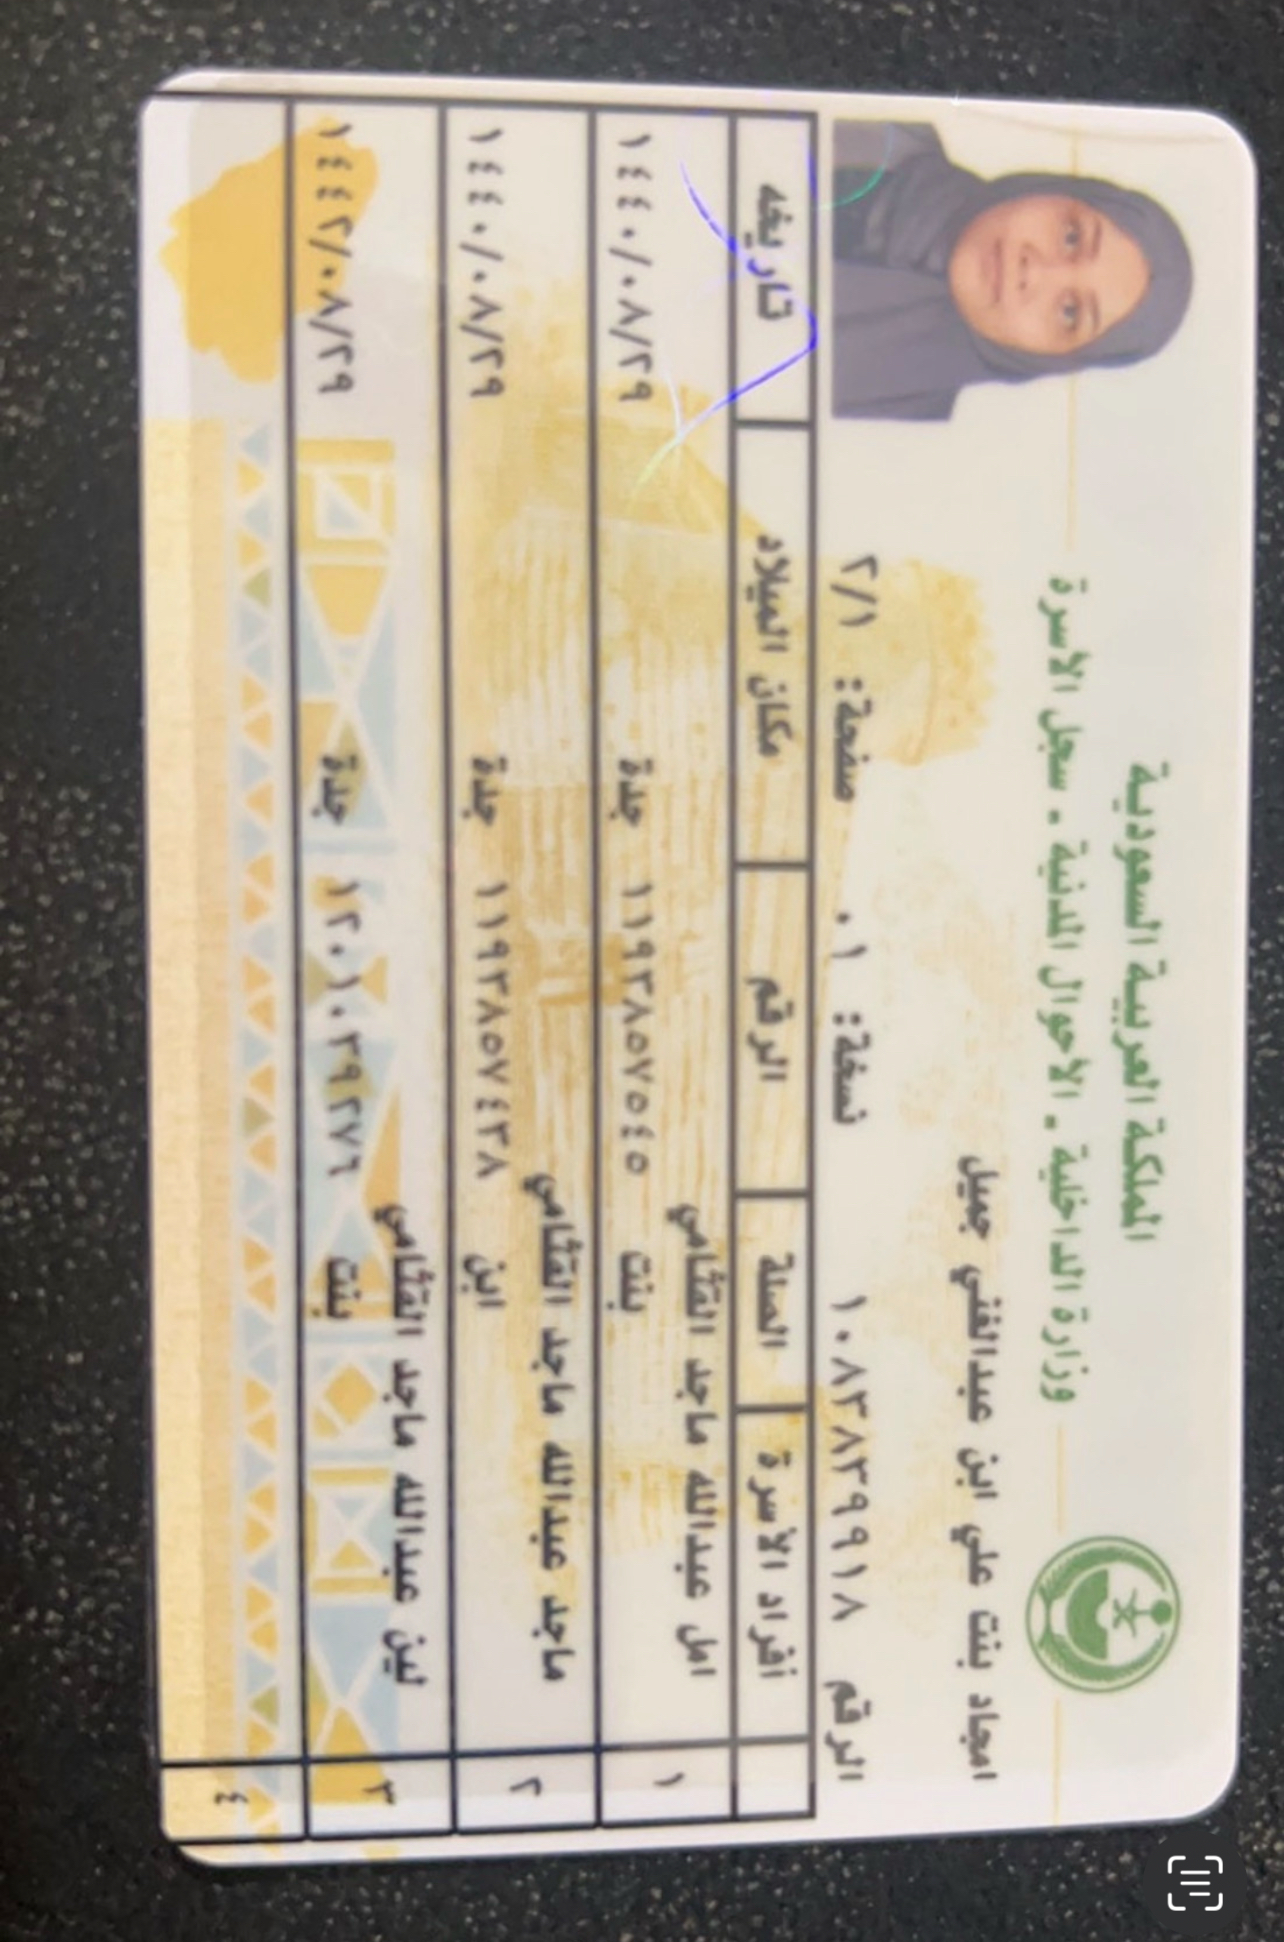 المملكة العربية السعودية
وزارة الداخلية - الأحوال المدنية - سجل الأسرة
امجاد بنت علي ابن عبدالغني جميل
الرقم ١٠٨٣٨٣٩٩١٨ نسخة: ٠١ صفحة: ٢/١
أفراد الأسرة الصلة الرقم مكان الميلاد تاريخه
١ امل عبدالله ماجد القثامي
بنت ١١٩٣٨٥٧٥٤٥ جدة ١٤٤٠/٠٨/٢٩
٢ ماجد عبدالله ماجد القثامي
ابن ١١٩٣٨٥٧٤٣٨ جدة ١٤٤٠/٠٨/٢٩
٣ لين عبدالله ماجد القثامي
بنت ١٢٠١٠٣٩٢٧٦ جدة ١٤٤٢/٠٨/٢٩
٤